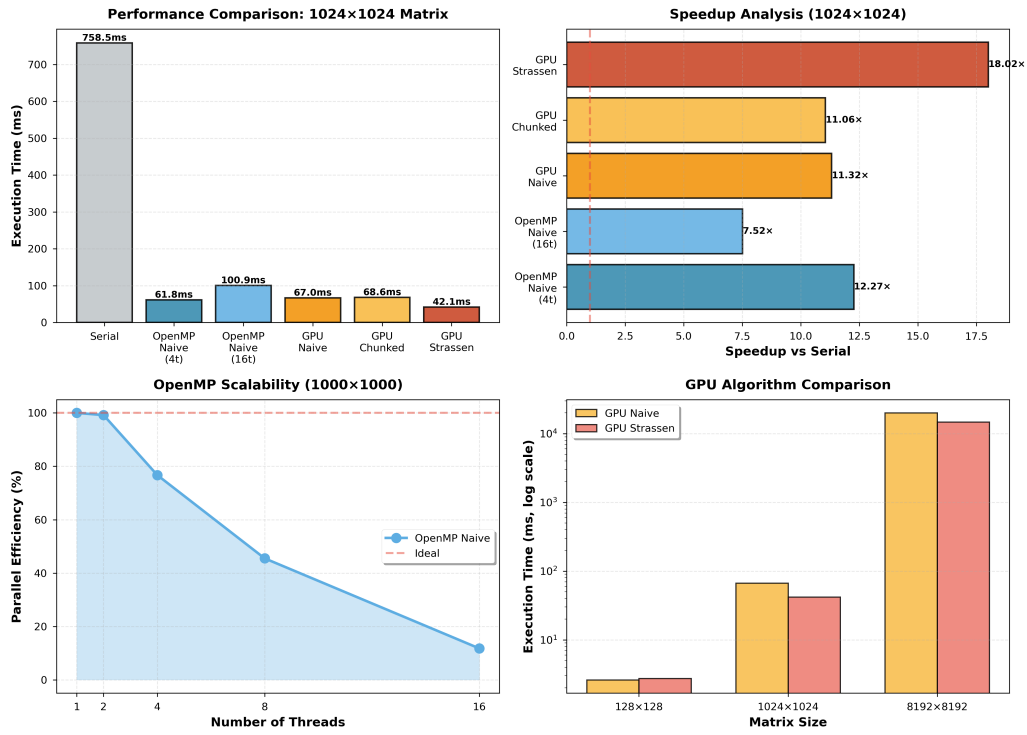 Performance Comparison: 1024×1024 Matrix
Execution Time (ms)
700
600
500
400
300
200
100
0
758.5ms
61.8ms
100.9ms
67.0ms
68.6ms
42.1ms
Serial
OpenMP
Naive
(4t)
OpenMP
Naive
(16t)
GPU
Naive
GPU
Chunked
GPU
Strassen
Speedup Analysis (1024×1024)
GPU
Strassen
18.02×
GPU
Chunked
11.06×
GPU
Naive
11.32×
OpenMP
Naive
(16t)
7.52×
OpenMP
Naive
(4t)
12.27×
0.0 2.5 5.0 7.5 10.0 12.5 15.0 17.5
Speedup vs Serial
OpenMP Scalability (1000×1000)
Parallel Efficiency (%)
100
80
60
40
20
0
OpenMP Naive
Ideal
1 2 4 8 16
Number of Threads
GPU Algorithm Comparison
Execution Time (ms, log scale)
GPU Naive
GPU Strassen
10⁴
10³
10²
10¹
128×128 1024×1024 8192×8192
Matrix Size